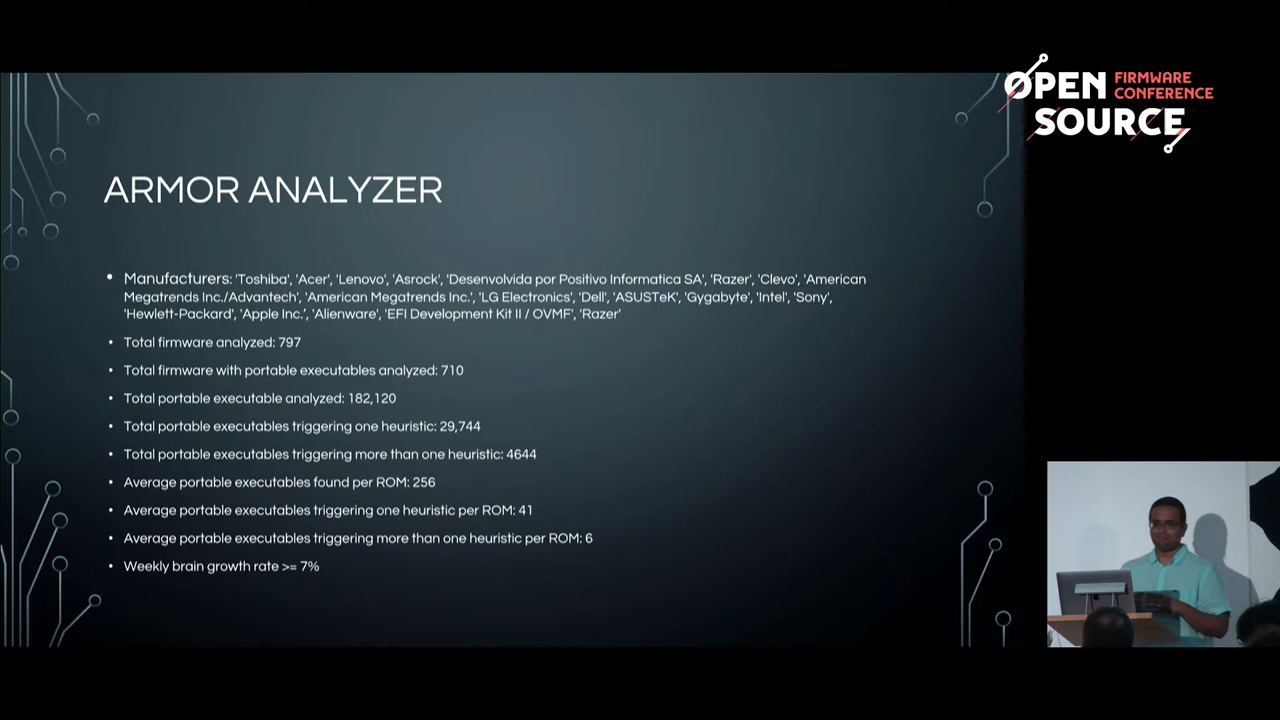 OPEN FIRMWARE
CONFERENCE
SOURCE
ARMOR ANALYZER
• Manufacturers: 'Toshiba', 'Acer', 'Lenovo', 'Asrock', 'Desenvolvida por Positivo Informatica SA', 'Razer', 'Clevo', 'American
Megatrends Inc./Advantech', 'American Megatrends Inc.', 'LG Electronics', 'Dell', 'ASUSTeK', 'Gygabyte', 'Intel', 'Sony',
'Hewlett-Packard', 'Apple Inc.', 'Alienware', 'EFI Development Kit II / OVMF', 'Razer'
• Total firmware analyzed: 797
• Total firmware with portable executables analyzed: 710
• Total portable executable analyzed: 182,120
• Total portable executables triggering one heuristic: 29,744
• Total portable executables triggering more than one heuristic: 4644
• Average portable executables found per ROM: 256
• Average portable executables triggering one heuristic per ROM: 41
• Average portable executables triggering more than one heuristic per ROM: 6
• Weekly brain growth rate >= 7%